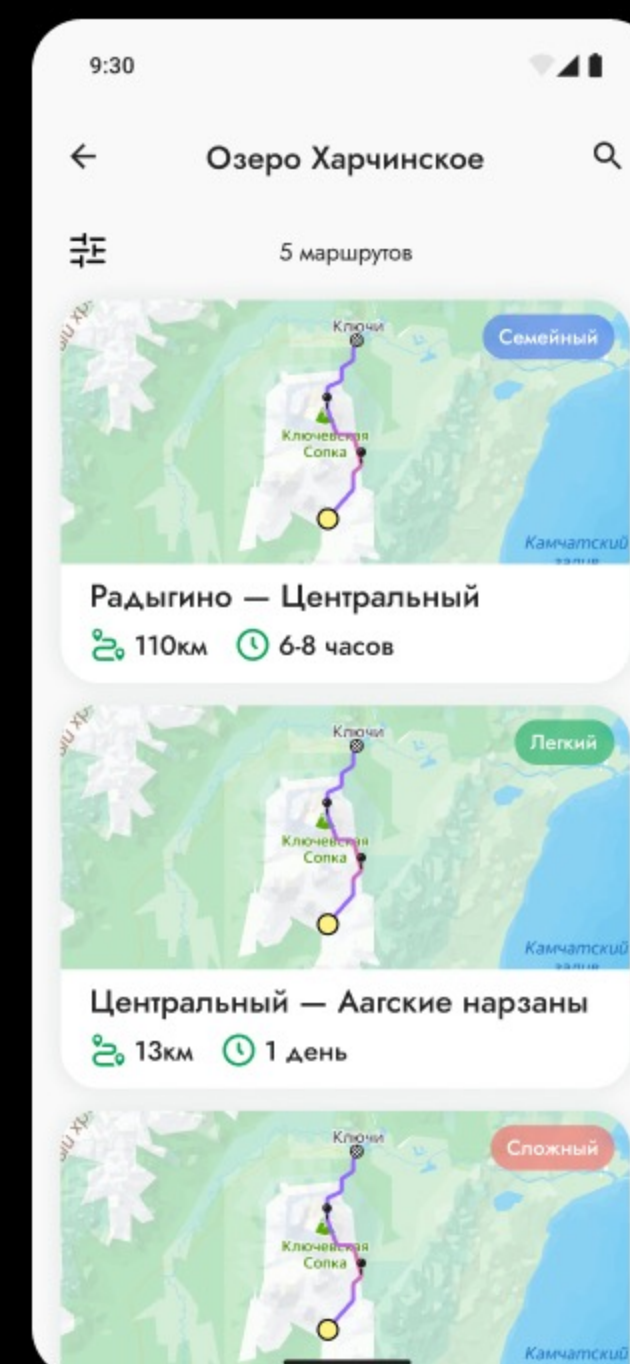 9:30
Озеро Харчинское
5 маршрутов
Ключи
Семейный
Ключевская
Сопка
Камчатский
Радыгино — Центральный
110км 6-8 часов
Ключи
Легкий
Ключевская
Сопка
Камчатский
Центральный — Аагские нарзаны
13км 1 день
Ключи
Сложный
Ключевская
Сопка
Камчатский